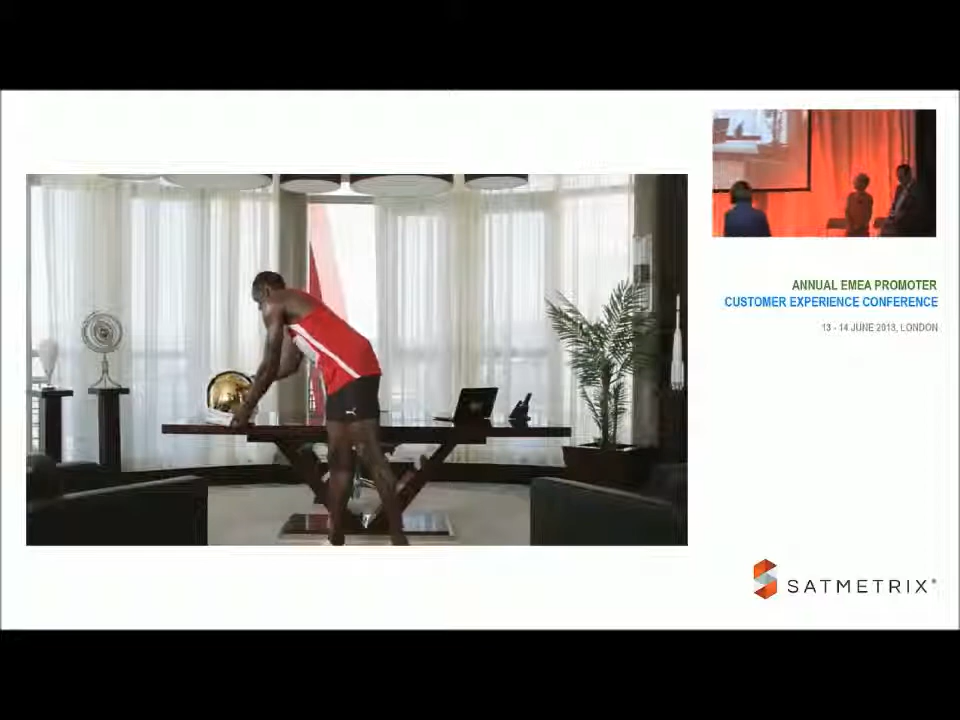 ANNUAL EMEA PROMOTER
CUSTOMER EXPERIENCE CONFERENCE
13 - 14 JUNE 2013, LONDON
SATMETRIX®